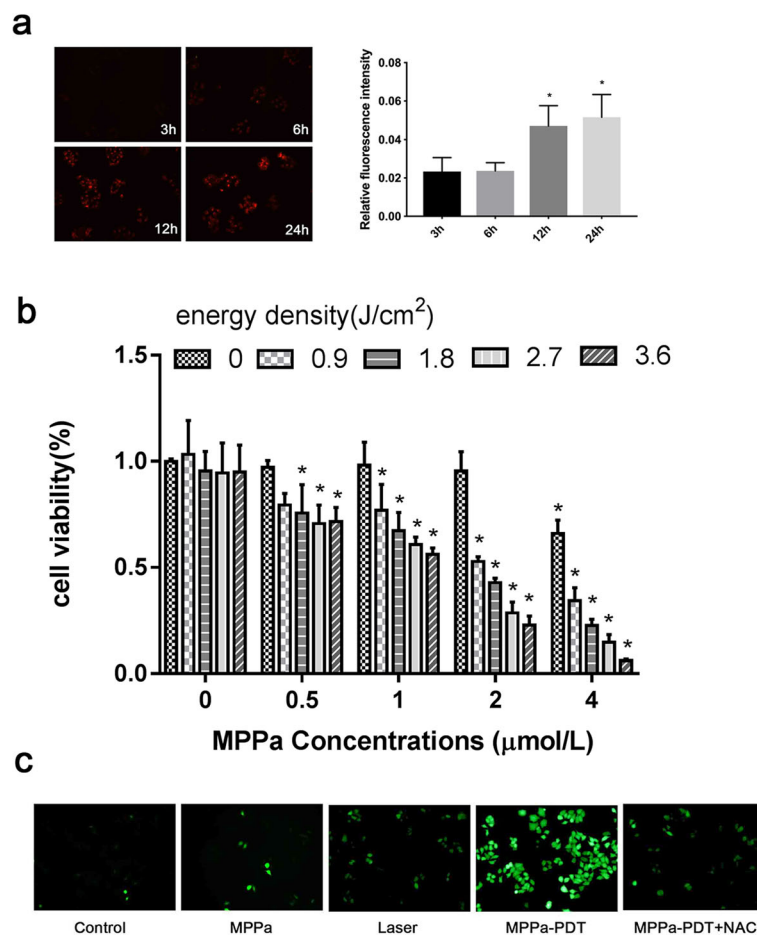 a
3h
6h
12h
24h
Relative fluorescence intensity
0.08
0.06
0.04
0.02
0.00
*
*
3h
6h
12h
24h
b
energy density(J/cm²)
0
0.9
1.8
2.7
3.6
cell viability(%)
1.5
1.0
0.5
0.0
* * *
* * * *
* * * *
* * * * *
0
0.5
1
2
4
MPPa Concentrations (μmol/L)
c
Control
MPPa
Laser
MPPa-PDT
MPPa-PDT+NAC